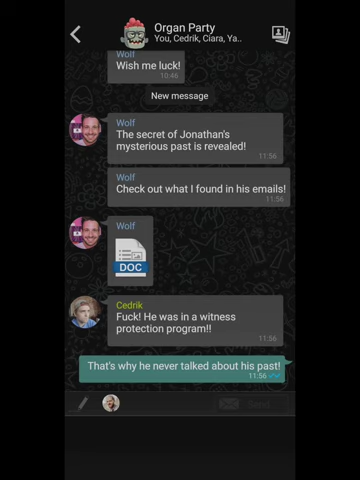 Organ Party
You, Cedrik, Ciara, Ya..
Wolf
Wish me luck!
10:46
New message
Wolf
The secret of Jonathan's
mysterious past is revealed!
11:56
Wolf
Check out what I found in his emails!
11:56
Wolf
DOC
Cedrik
Fuck! He was in a witness
protection program!!
11:56
That's why he never talked about his past!
11:56
Send